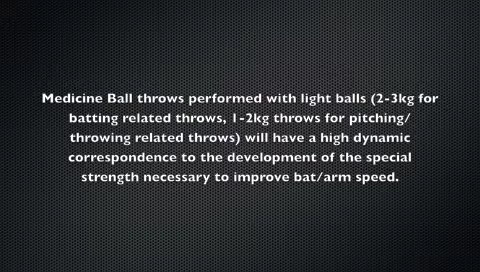 Medicine Ball throws performed with light balls (2-3kg for
batting related throws, 1-2kg throws for pitching/
throwing related throws) will have a high dynamic
correspondence to the development of the special
strength necessary to improve bat/arm speed.